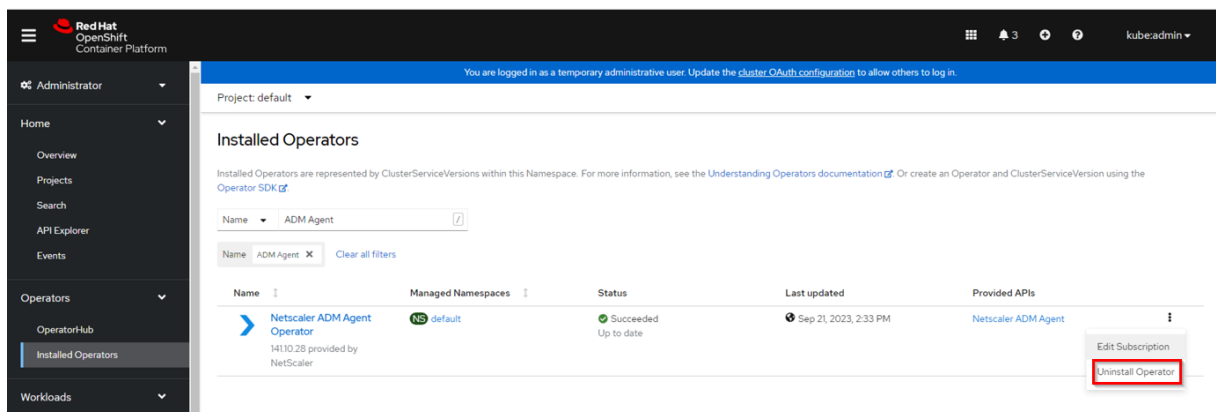 Red Hat
OpenShift
Container Platform
3
kube:admin
You are logged in as a temporary administrative user. Update the cluster OAuth configuration to allow others to log in.
Administrator
Project: default
Home
Overview
Projects
Search
API Explorer
Events
Operators
OperatorHub
Installed Operators
Workloads
Installed Operators
Installed Operators are represented by ClusterServiceVersions within this Namespace. For more information, see the Understanding Operators documentation. Or create an Operator and ClusterServiceVersion using the
Operator SDK.
Name ADM Agent /
Name ADM Agent Clear all filters
Name Managed Namespaces Status Last updated Provided APIs
Netscaler ADM Agent NS default Succeeded Sep 21, 2023, 2:33 PM Netscaler ADM Agent
Operator Up to date
141.10.28 provided by
NetScaler
Edit Subscription
Uninstall Operator